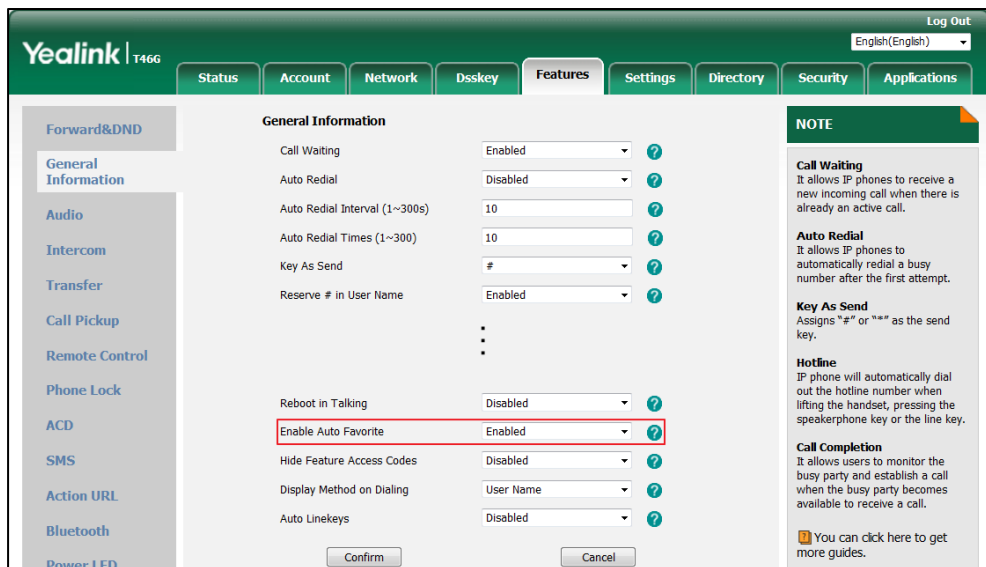 Log Out
Yealink | T46G
English(English)
Status Account Network Dsskey Features Settings Directory Security Applications
Forward&DND
General
Information
Audio
Intercom
Transfer
Call Pickup
Remote Control
Phone Lock
ACD
SMS
Action URL
Bluetooth
Power LED
General Information
Call Waiting Enabled ?
Auto Redial Disabled ?
Auto Redial Interval (1~300s) 10 ?
Auto Redial Times (1~300) 10 ?
Key As Send # ?
Reserve # in User Name Enabled ?
Reboot in Talking Disabled ?
Enable Auto Favorite Enabled ?
Hide Feature Access Codes Disabled ?
Display Method on Dialing User Name ?
Auto Linekeys Disabled ?
Confirm Cancel
NOTE
Call Waiting
It allows IP phones to receive a
new incoming call when there is
already an active call.
Auto Redial
It allows IP phones to
automatically redial a busy
number after the first attempt.
Key As Send
Assigns "#" or "*" as the send
key.
Hotline
IP phone will automatically dial
out the hotline number when
lifting the handset, pressing the
speakerphone key or the line key.
Call Completion
It allows users to monitor the
busy party and establish a call
when the busy party becomes
available to receive a call.
? You can click here to get
more guides.